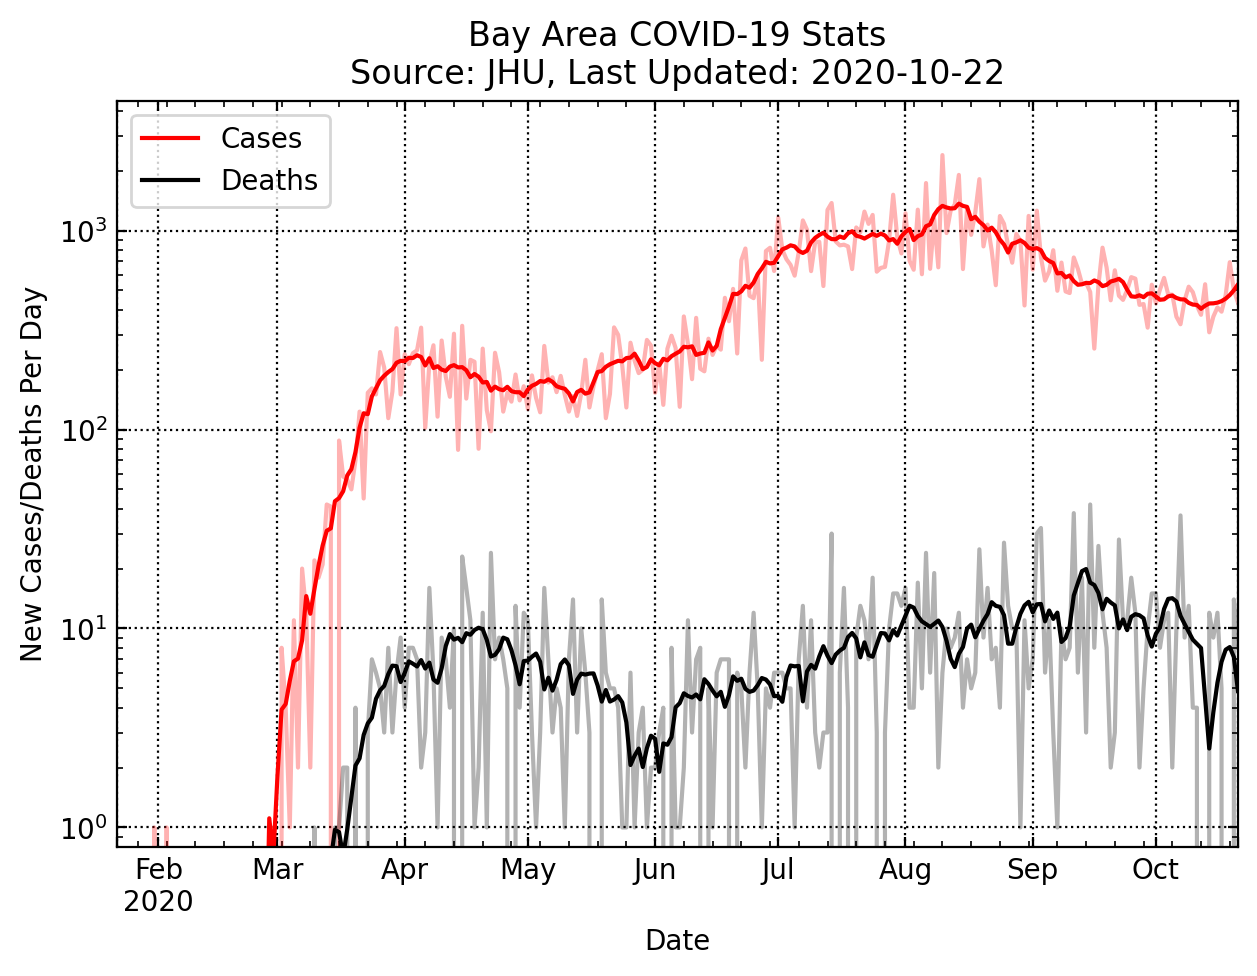 Bay Area COVID-19 Stats
Source: JHU, Last Updated: 2020-10-22
Cases
Deaths
New Cases/Deaths Per Day
10³
10²
10¹
10⁰
Feb Mar Apr May Jun Jul Aug Sep Oct
2020
Date